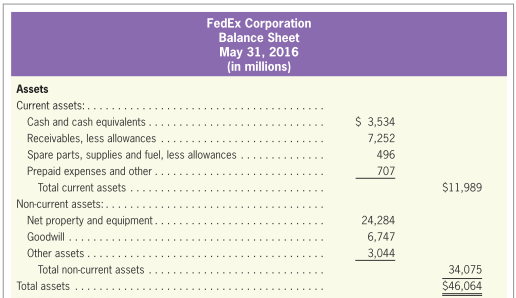 FedEx Corporation
Balance Sheet
May 31, 2016
(in millions)
Assets
Current assets:
Cash and cash equivalents $ 3,534
Receivables, less allowances 7,252
Spare parts, supplies and fuel, less allowances 496
Prepaid expenses and other 707
Total current assets $11,989
Non-current assets:
Net property and equipment 24,284
Goodwill 6,747
Other assets 3,044
Total non-current assets 34,075
Total assets $46,064